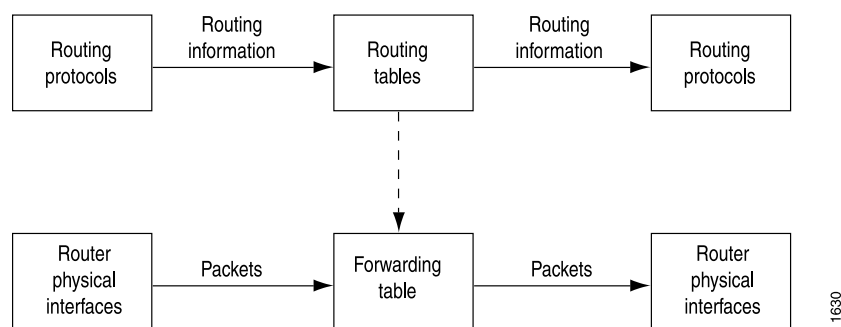 Routing
protocols
Routing
information
Routing
tables
Routing
information
Routing
protocols
Router
physical
interfaces
Packets
Forwarding
table
Packets
Router
physical
interfaces
1630